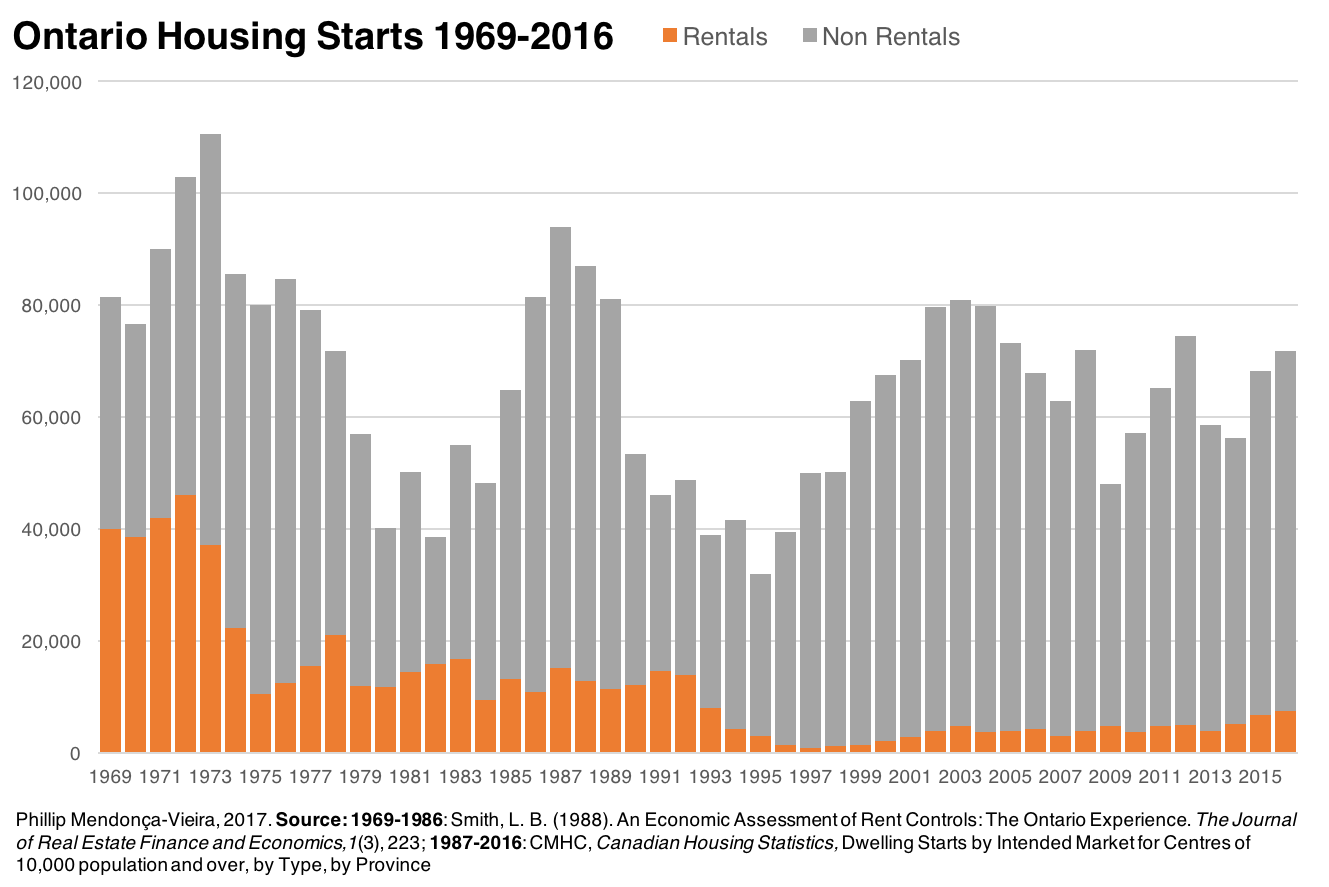 Ontario Housing Starts 1969-2016
Rentals
Non Rentals
120,000
100,000
80,000
60,000
40,000
20,000
0
1969 1971 1973 1975 1977 1979 1981 1983 1985 1987 1989 1991 1993 1995 1997 1999 2001 2003 2005 2007 2009 2011 2013 2015
Phillip Mendonça-Vieira, 2017. Source: 1969-1986: Smith, L. B. (1988). An Economic Assessment of Rent Controls: The Ontario Experience. The Journal
of Real Estate Finance and Economics, 1(3), 223; 1987-2016: CMHC, Canadian Housing Statistics, Dwelling Starts by Intended Market for Centres of
10,000 population and over, by Type, by Province